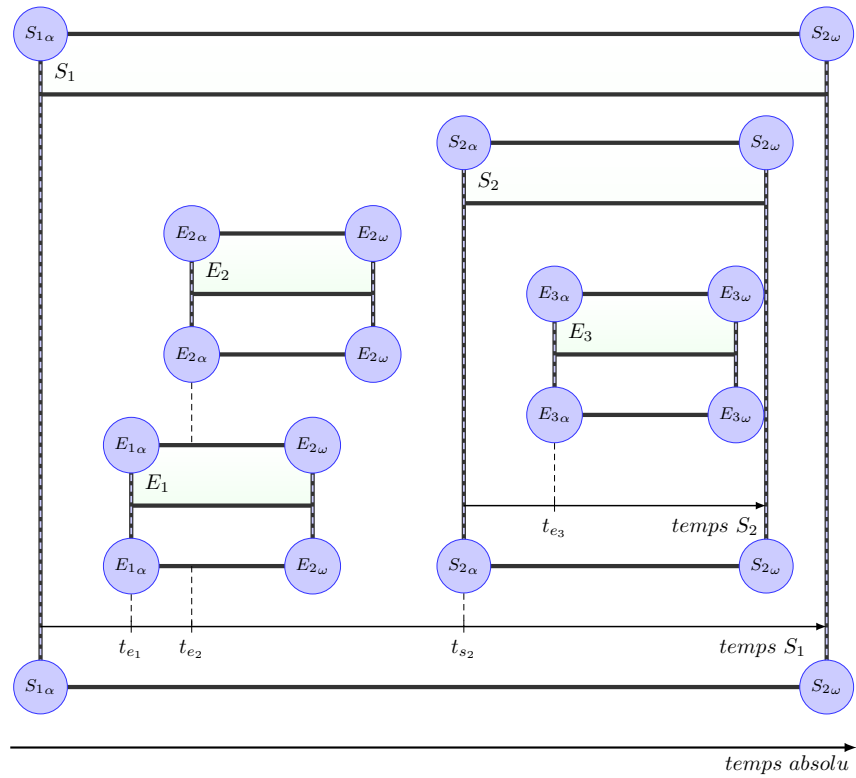 S1α S2ω
S1
S2α S2ω
S2
E2α E2ω
E2
E3α E3ω
E3
E2α E2ω
E3α E3ω
E1α E2ω
E1
te3 temps S2
E1α E2ω S2α S2ω
te1 te2 ts2 temps S1
S1α S2ω
temps absolu